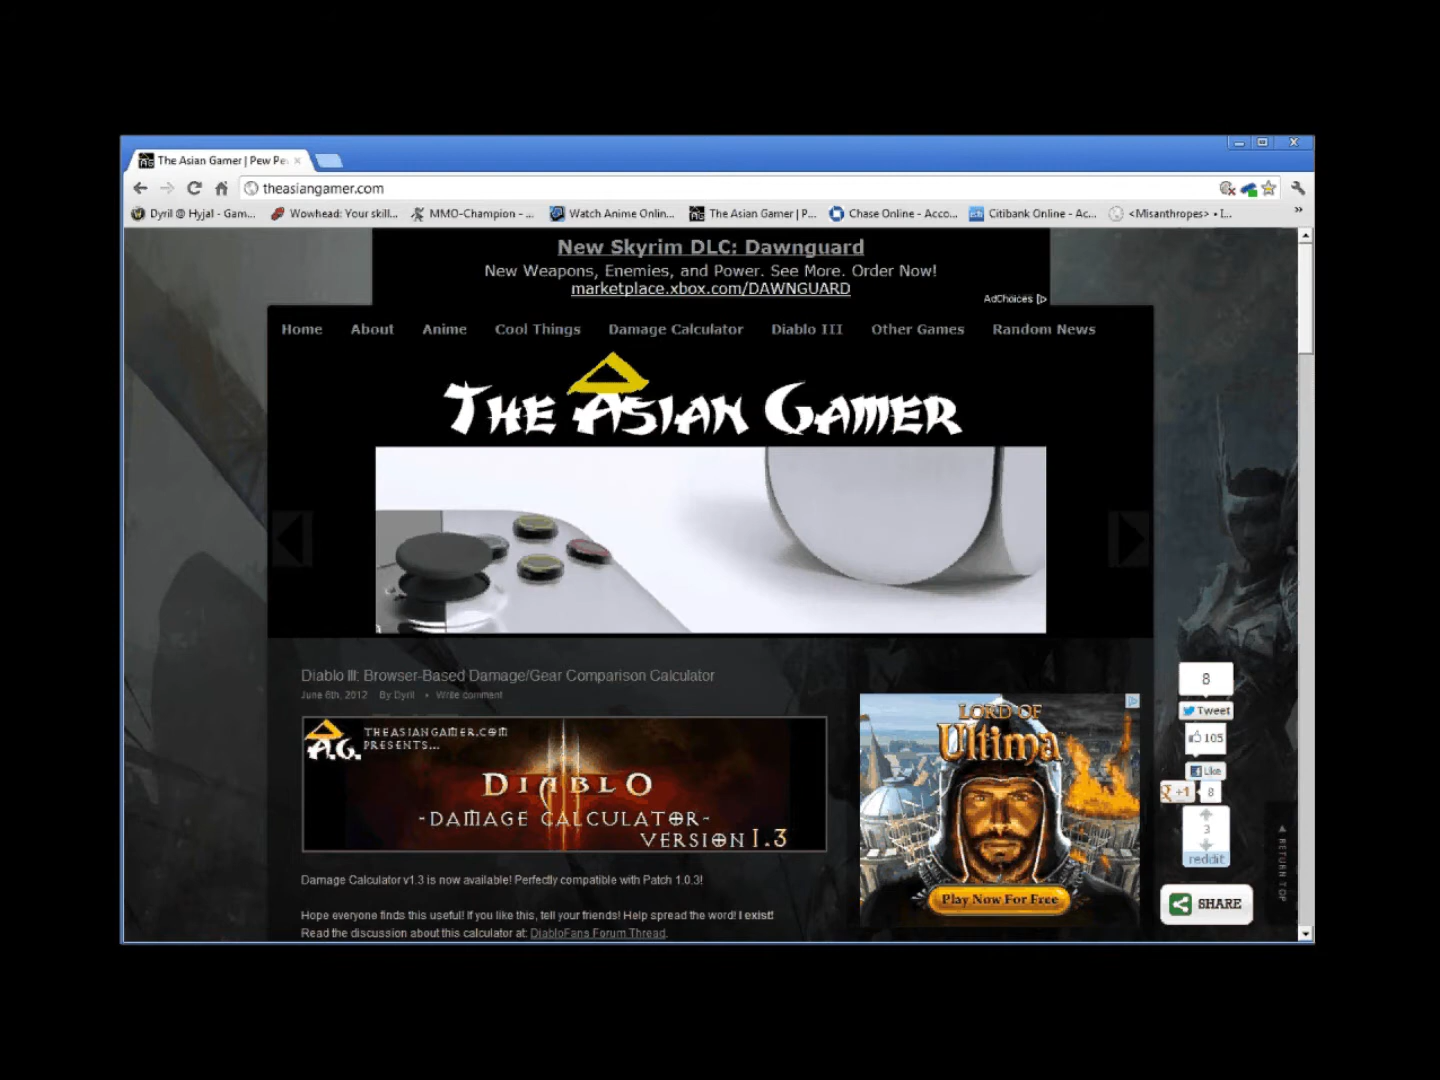 The Asian Gamer | Pew Pe
theasiangamer.com
Dyril @ Hyjal - Gam...
Wowhead: Your skill...
MMO-Champion - ...
Watch Anime Onlin...
The Asian Gamer | P...
Chase Online - Acco...
Citibank Online - Ac...
<Misanthropes> • I...
»
New Skyrim DLC: Dawnguard
New Weapons, Enemies, and Power. See More. Order Now!
marketplace.xbox.com/DAWNGUARD
AdChoices
Home About Anime Cool Things Damage Calculator Diablo III Other Games Random News
The Asian Gamer
Diablo III: Browser-Based Damage/Gear Comparison Calculator
June 6th, 2012 By Dyril • Write comment
A.G. THEASIANGAMER.COM
PRESENTS...
DIABLO
-DAMAGE CALCULATOR-
VERSION 1.3
Damage Calculator v1.3 is now available! Perfectly compatible with Patch 1.0.3!
Hope everyone finds this useful! If you like this, tell your friends! Help spread the word! I exist!
Read the discussion about this calculator at: DiabloFans Forum Thread.
LORD OF
Ultima
Play Now For Free
8
Tweet
105
Like
+1 8
3
reddit
SHARE
RETURN TOP